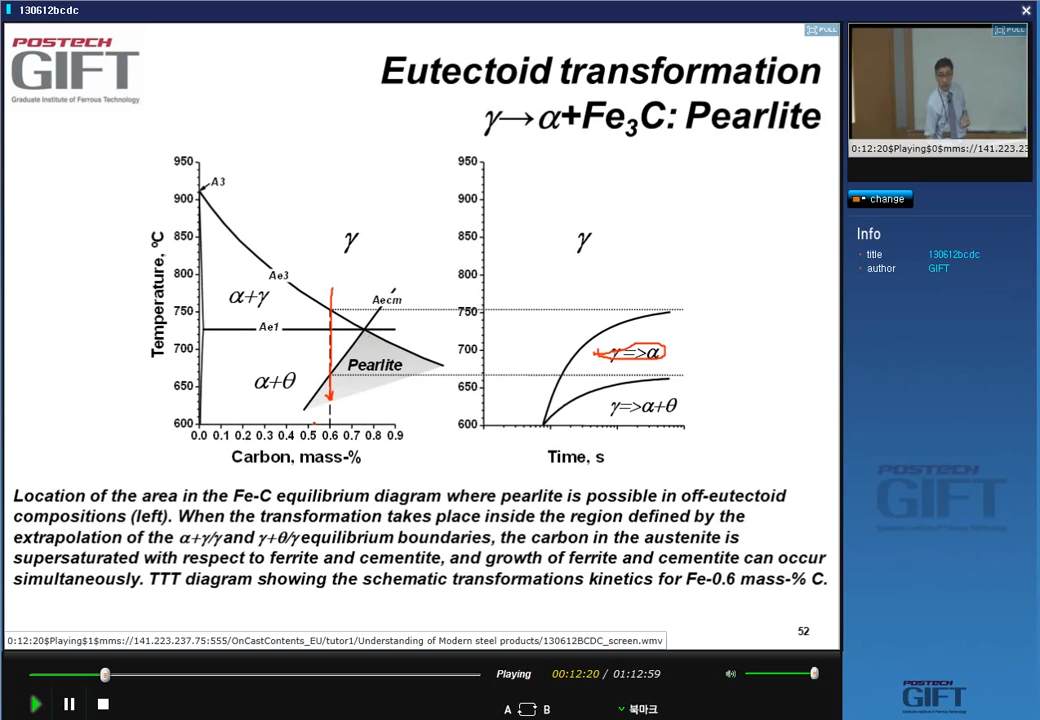 130612bcdc
POSTECH
GIFT
Graduate Institute of Ferrous Technology
Eutectoid transformation
γ→α+Fe3C: Pearlite
FULL
FULL
0:12:20$Playing$0$mms://141.223.23
change
Info
title 130612bcdc
author GIFT
950
900
850
800
750
700
650
600
Temperature, ºC
A3
Ae3
γ
α+γ
Aecm
Ae1
Pearlite
α+θ
0.0 0.1 0.2 0.3 0.4 0.5 0.6 0.7 0.8 0.9
Carbon, mass-%
950
900
850
800
750
700
650
600
γ
γ=>α
γ=>α+θ
Time, s
Location of the area in the Fe-C equilibrium diagram where pearlite is possible in off-eutectoid
compositions (left). When the transformation takes place inside the region defined by the
extrapolation of the α+γ/γ and γ+θ/γ equilibrium boundaries, the carbon in the austenite is
supersaturated with respect to ferrite and cementite, and growth of ferrite and cementite can occur
simultaneously. TTT diagram showing the schematic transformations kinetics for Fe-0.6 mass-% C.
52
0:12:20$Playing$1$mms://141.223.237.75:555/OnCastContents_EU/tutor1/Understanding of Modern steel products/130612BCDC_screen.wmv
Playing 00:12:20 / 01:12:59
A B 북마크
POSTECH
GIFT
Graduate Institute of Ferrous Technology
POSTECH
GIFT